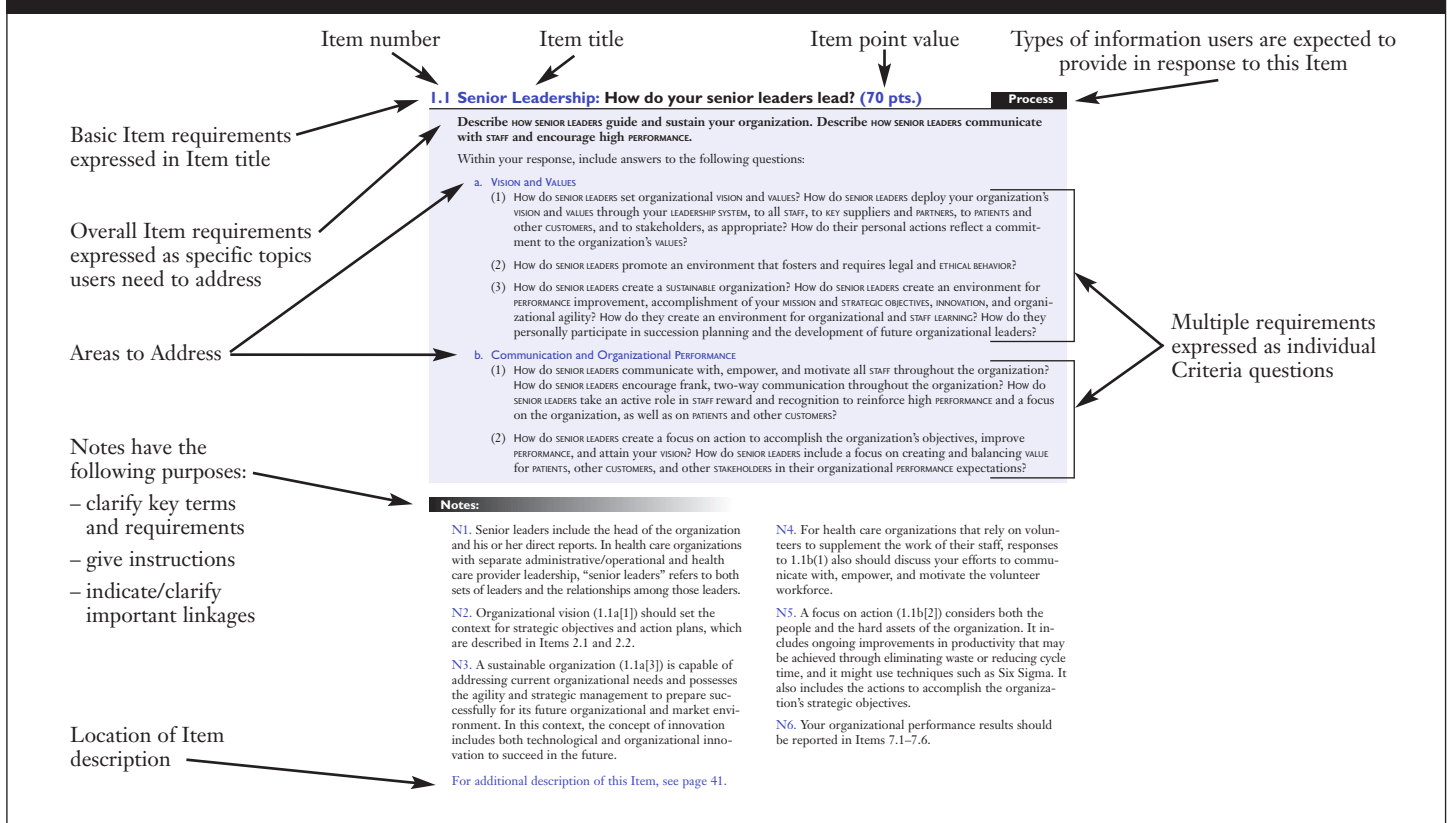 Item number
Item title
Item point value
Types of information users are expected to
provide in response to this Item
1.1 Senior Leadership: How do your senior leaders lead? (70 pts.)
Process
Basic Item requirements
expressed in Item title
Describe HOW SENIOR LEADERS guide and sustain your organization. Describe HOW SENIOR LEADERS communicate
with STAFF and encourage high PERFORMANCE.
Within your response, include answers to the following questions:
Overall Item requirements
expressed as specific topics
users need to address
a. VISION and VALUES
(1) HOW do SENIOR LEADERS set organizational VISION and VALUES? HOW do SENIOR LEADERS deploy your organization's
VISION and VALUES through your LEADERSHIP SYSTEM, to all STAFF, to KEY suppliers and PARTNERS, to PATIENTS and
other CUSTOMERS, and to stakeholders, as appropriate? HOW do their personal actions reflect a commit-
ment to the organization's VALUES?
(2) HOW do SENIOR LEADERS promote an environment that fosters and requires legal and ETHICAL BEHAVIOR?
(3) HOW do SENIOR LEADERS create a SUSTAINABLE organization? HOW do SENIOR LEADERS create an environment for
PERFORMANCE improvement, accomplishment of your MISSION and STRATEGIC OBJECTIVES, INNOVATION, and organi-
zational agility? HOW do they create an environment for organizational and STAFF LEARNING? HOW do they
personally participate in succession planning and the development of future organizational leaders?
Areas to Address
b. Communication and Organizational PERFORMANCE
(1) HOW do SENIOR LEADERS communicate with, empower, and motivate all STAFF throughout the organization?
HOW do SENIOR LEADERS encourage frank, two-way communication throughout the organization? HOW do
SENIOR LEADERS take an active role in STAFF reward and recognition to reinforce high PERFORMANCE and a focus
on the organization, as well as on PATIENTS and other CUSTOMERS?
(2) HOW do SENIOR LEADERS create a focus on action to accomplish the organization's objectives, improve
PERFORMANCE, and attain your VISION? HOW do SENIOR LEADERS include a focus on creating and balancing VALUE
for PATIENTS, other CUSTOMERS, and other STAKEHOLDERS in their organizational PERFORMANCE expectations?
Multiple requirements
expressed as individual
Criteria questions
Notes have the
following purposes:
– clarify key terms
and requirements
– give instructions
– indicate/clarify
important linkages
Notes:
N1. Senior leaders include the head of the organization
and his or her direct reports. In health care organizations
with separate administrative/operational and health
care provider leadership, “senior leaders” refers to both
sets of leaders and the relationships among those leaders.
N2. Organizational vision (1.1a[1]) should set the
context for strategic objectives and action plans, which
are described in Items 2.1 and 2.2.
N3. A sustainable organization (1.1a[3]) is capable of
addressing current organizational needs and possesses
the agility and strategic management to prepare suc-
cessfully for its future organizational and market envi-
ronment. In this context, the concept of innovation
includes both technological and organizational inno-
vation to succeed in the future.
N4. For health care organizations that rely on volun-
teers to supplement the work of their staff, responses
to 1.1b(1) also should discuss your efforts to commu-
nicate with, empower, and motivate the volunteer
workforce.
N5. A focus on action (1.1b[2]) considers both the
people and the hard assets of the organization. It in-
cludes ongoing improvements in productivity that may
be achieved through eliminating waste or reducing cycle
time, and it might use techniques such as Six Sigma. It
also includes the actions to accomplish the organiza-
tion's strategic objectives.
N6. Your organizational performance results should
be reported in Items 7.1–7.6.
Location of Item
description
For additional description of this Item, see page 41.